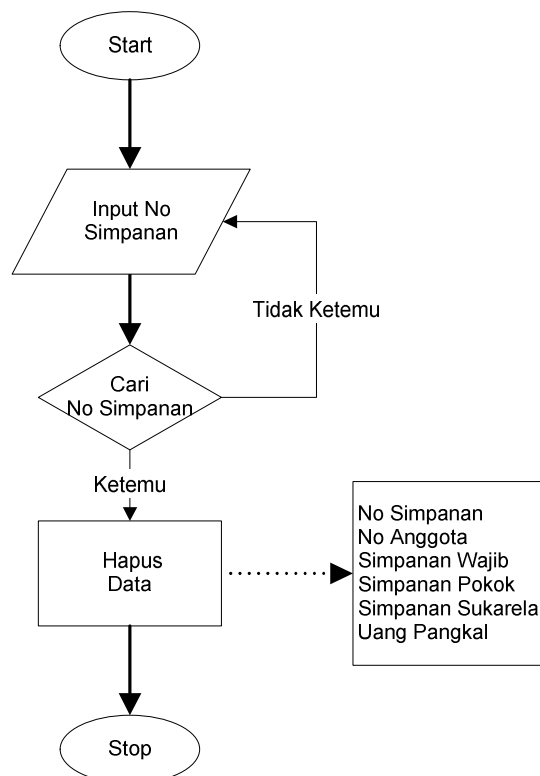 Start
Input No
Simpanan
Tidak Ketemu
Cari
No Simpanan
Ketemu
Hapus
Data
No Simpanan
No Anggota
Simpanan Wajib
Simpanan Pokok
Simpanan Sukarela
Uang Pangkal
Stop